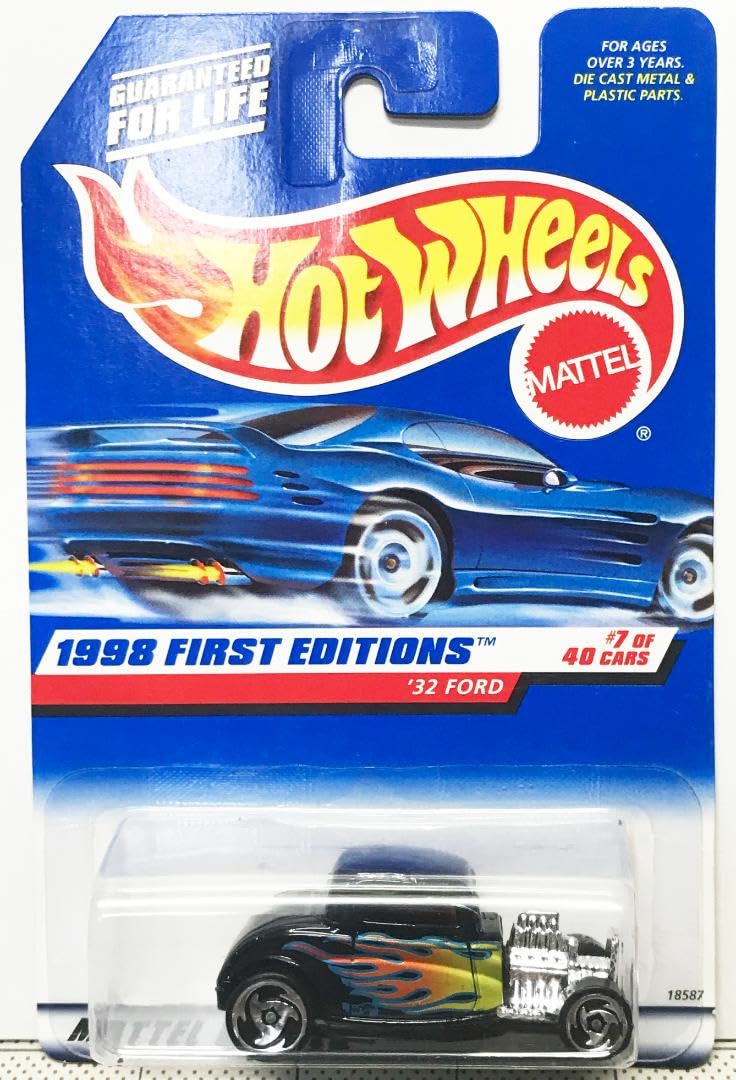 GUARANTEED
FOR LIFE
FOR AGES
OVER 3 YEARS.
DIE CAST METAL &
PLASTIC PARTS.
HOT WHEELS
MATTEL
®
1998 FIRST EDITIONS™
#7 OF
40 CARS
'32 FORD
18587
MATTEL